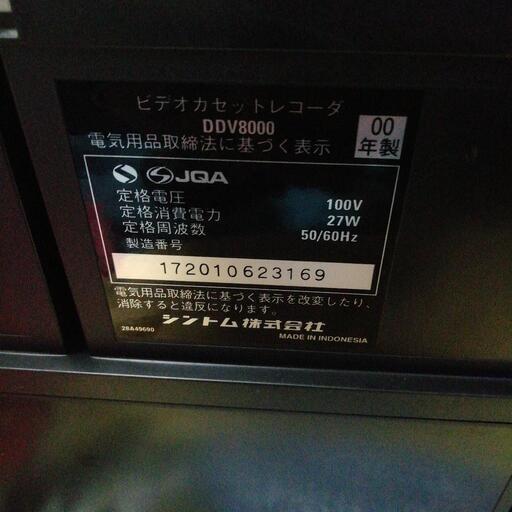 ビデオカセットレコーダ
DDV8000
00
年製
電気用品取締法に基づく表示
JQA
定格電圧 100V
定格消費電力 27W
定格周波数 50/60Hz
製造番号
172010623169
電気用品取締法に基づく表示を改変したり、
消除すると違反になります。
シントム株式会社
28A49690
MADE IN INDONESIA